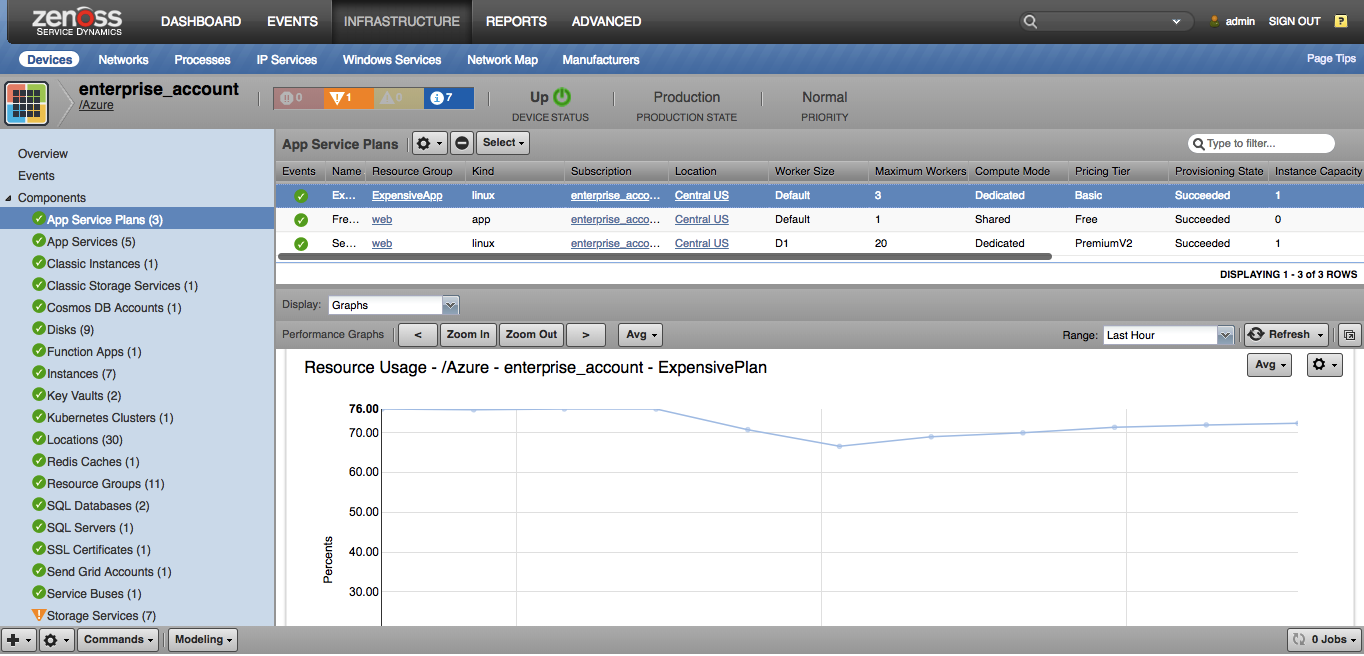 zenoss
SERVICE DYNAMICS
DASHBOARD EVENTS INFRASTRUCTURE REPORTS ADVANCED admin SIGN OUT ?
Devices Networks Processes IP Services Windows Services Network Map Manufacturers Page Tips
enterprise_account
/Azure
0 1 0 7
Up
DEVICE STATUS
Production
PRODUCTION STATE
Normal
PRIORITY
Overview
Events
Components
App Service Plans (3)
App Services (5)
Classic Instances (1)
Classic Storage Services (1)
Cosmos DB Accounts (1)
Disks (9)
Function Apps (1)
Instances (7)
Key Vaults (2)
Kubernetes Clusters (1)
Locations (30)
Redis Caches (1)
Resource Groups (11)
SQL Databases (2)
SQL Servers (1)
SSL Certificates (1)
Send Grid Accounts (1)
Service Buses (1)
Storage Services (7)
App Service Plans Select Type to filter...
Events Name Resource Group Kind Subscription Location Worker Size Maximum Workers Compute Mode Pricing Tier Provisioning State Instance Capacity
Ex... ExpensiveApp linux enterprise_acco... Central US Default 3 Dedicated Basic Succeeded 1
Fre... web app enterprise_acco... Central US Default 1 Shared Free Succeeded 0
Se... web linux enterprise_acco... Central US D1 20 Dedicated PremiumV2 Succeeded 1
DISPLAYING 1 - 3 of 3 ROWS
Display: Graphs
Performance Graphs < Zoom In Zoom Out > Avg Range: Last Hour Refresh
Resource Usage - /Azure - enterprise_account - ExpensivePlan Avg
76.00
70.00
60.00
50.00
40.00
30.00
Percents
Commands Modeling 0 Jobs